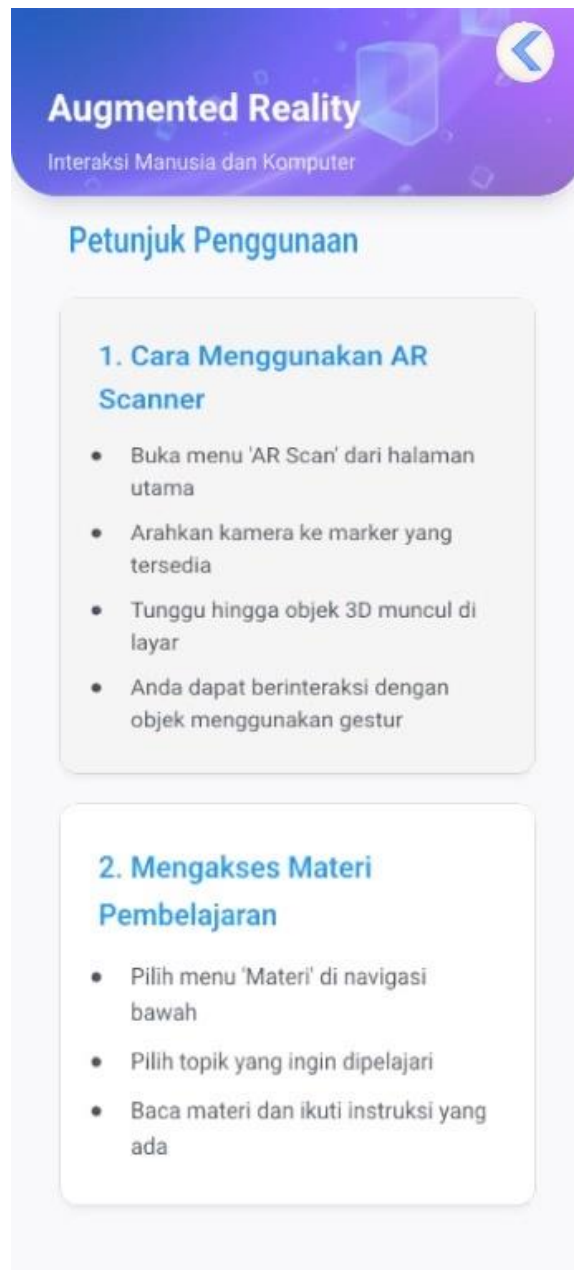 Augmented Reality
Interaksi Manusia dan Komputer
Petunjuk Penggunaan
1. Cara Menggunakan AR
Scanner
• Buka menu 'AR Scan' dari halaman
utama
• Arahkan kamera ke marker yang
tersedia
• Tunggu hingga objek 3D muncul di
layar
• Anda dapat berinteraksi dengan
objek menggunakan gestur
2. Mengakses Materi
Pembelajaran
• Pilih menu 'Materi' di navigasi
bawah
• Pilih topik yang ingin dipelajari
• Baca materi dan ikuti instruksi yang
ada